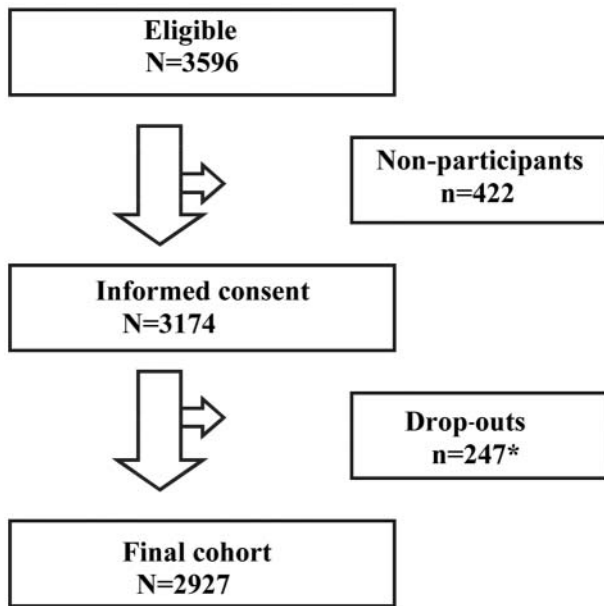 Eligible
N=3596
Non-participants
n=422
Informed consent
N=3174
Drop-outs
n=247*
Final cohort
N=2927